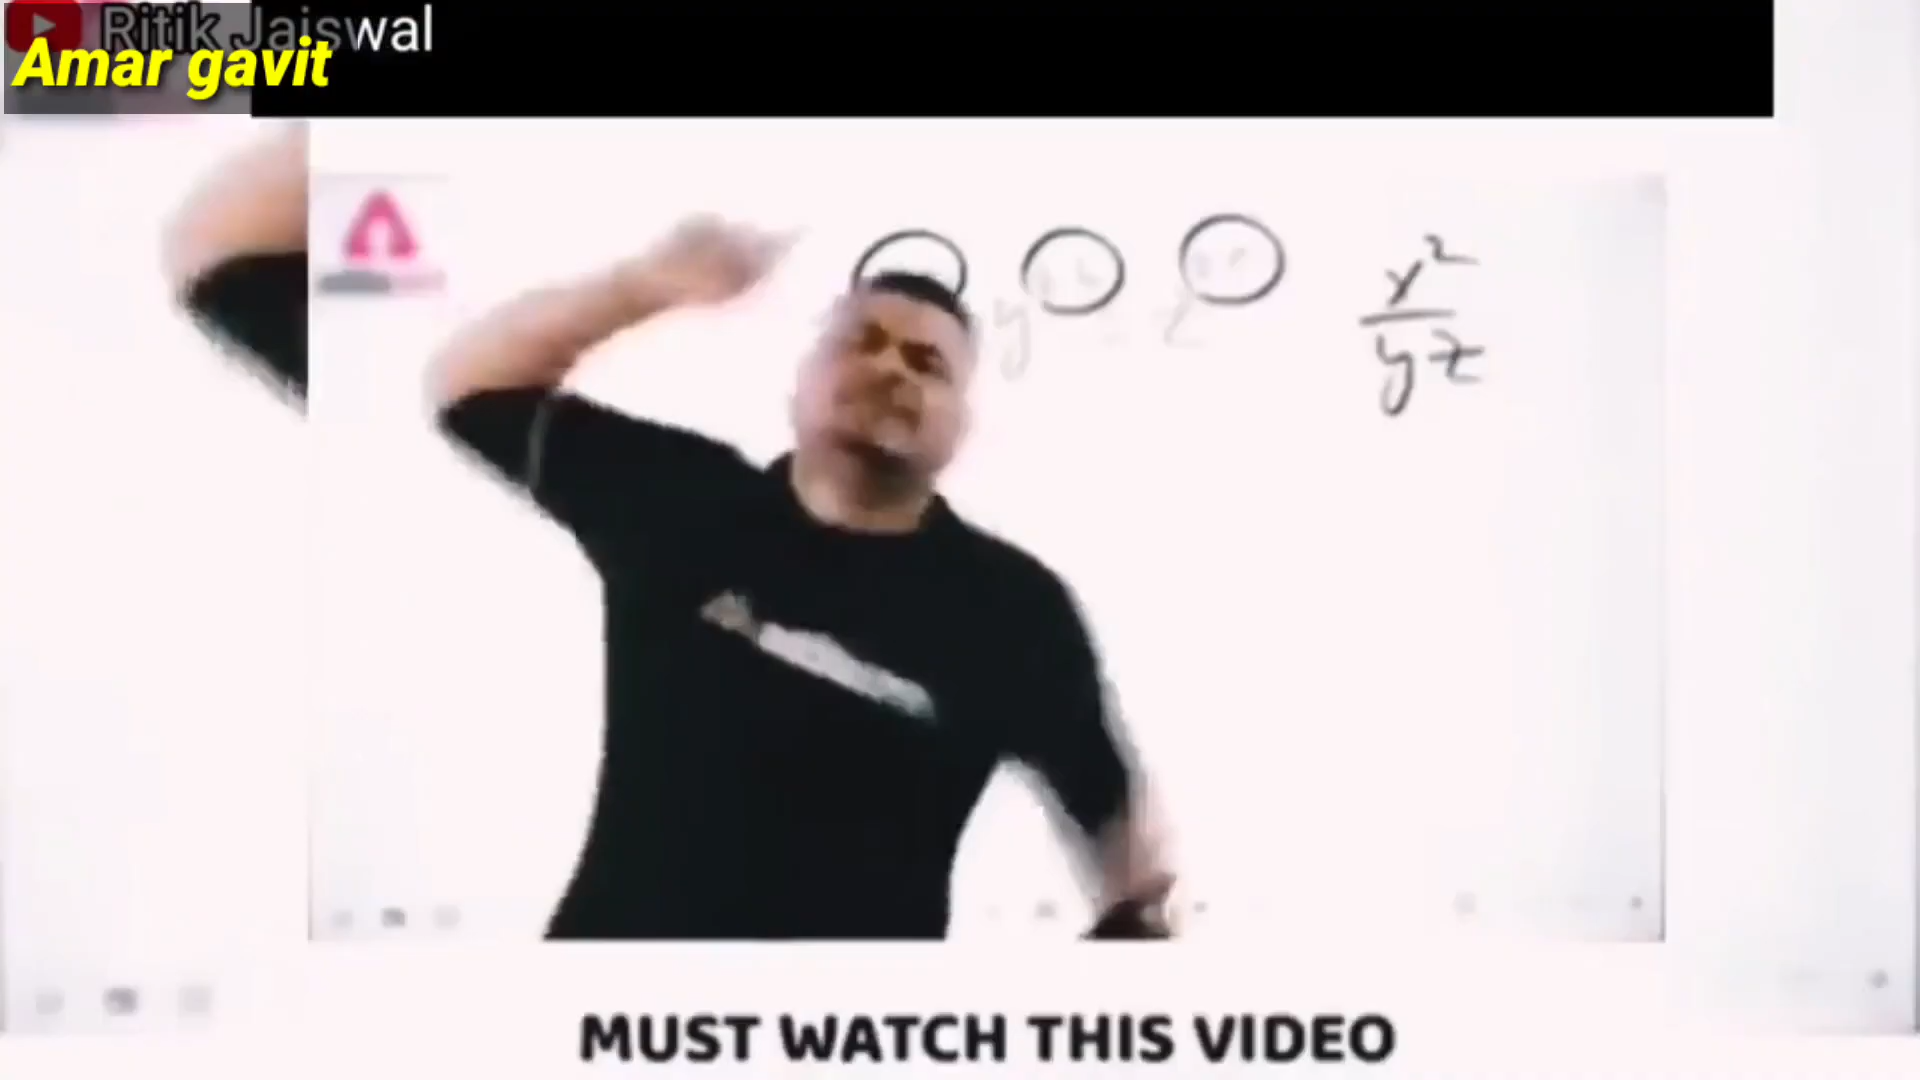 Ritik Jaiswal
Amar gavit
y z
x²
yz
MUST WATCH THIS VIDEO